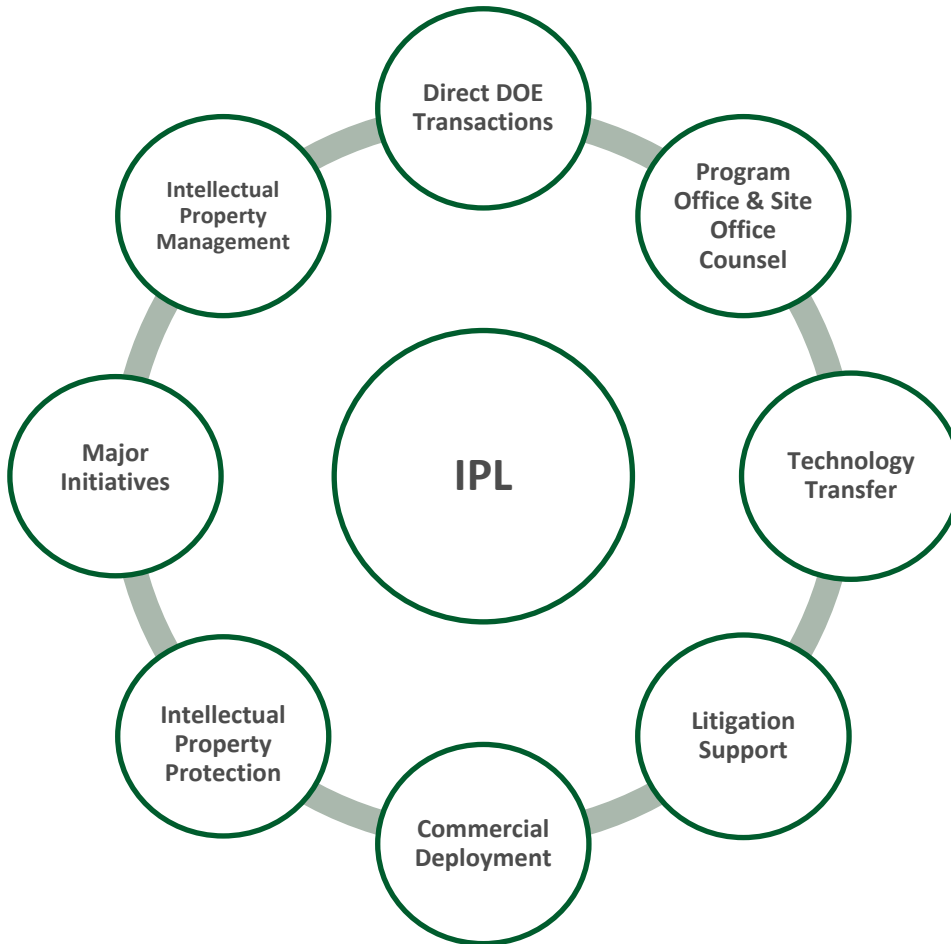 Direct DOE
Transactions
Program
Office & Site
Office
Counsel
Technology
Transfer
Litigation
Support
Commercial
Deployment
Intellectual
Property
Protection
Major
Initiatives
Intellectual
Property
Management
IPL